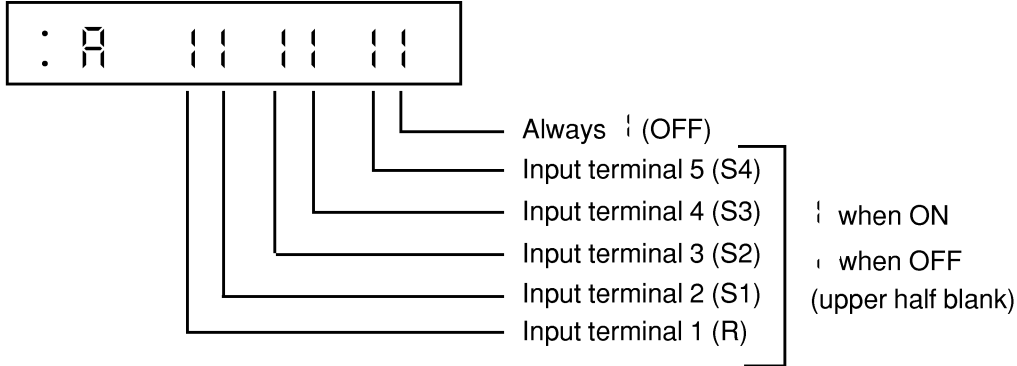 : A 11 11 11
Always ╎ (OFF)
Input terminal 5 (S4)
Input terminal 4 (S3)
╎ when ON
Input terminal 3 (S2)
╷ when OFF
Input terminal 2 (S1)
(upper half blank)
Input terminal 1 (R)